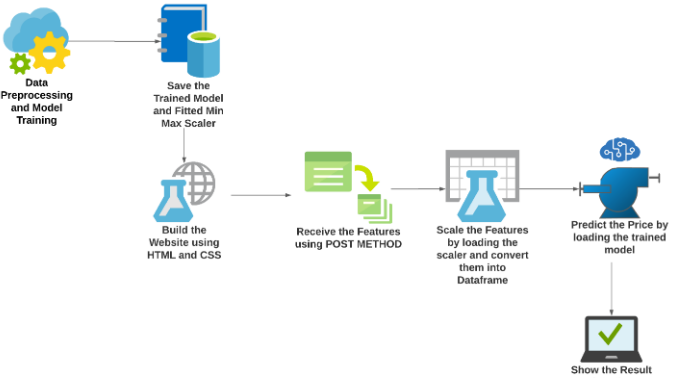 Data
Preprocessing
and Model
Training
Save the
Trained Model
and Fitted Min
Max Scaler
Build the
Website using
HTML and CSS
Receive the Features
using POST METHOD
Scale the Features
by loading the
scaler and convert
them into
Dataframe
Predict the Price by
loading the trained
model
Show the Result